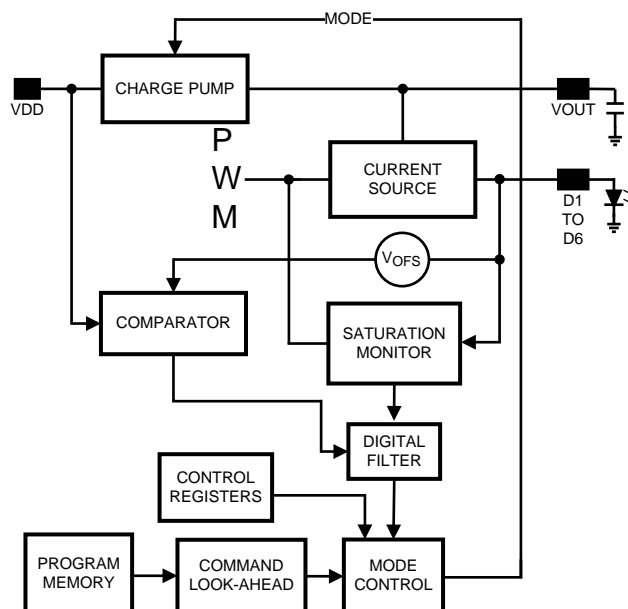 MODE
CHARGE PUMP
VDD
VOUT
P
W
M
CURRENT
SOURCE
D1
TO
D6
VOFS
COMPARATOR
SATURATION
MONITOR
DIGITAL
FILTER
CONTROL
REGISTERS
PROGRAM
MEMORY
COMMAND
LOOK-AHEAD
MODE
CONTROL